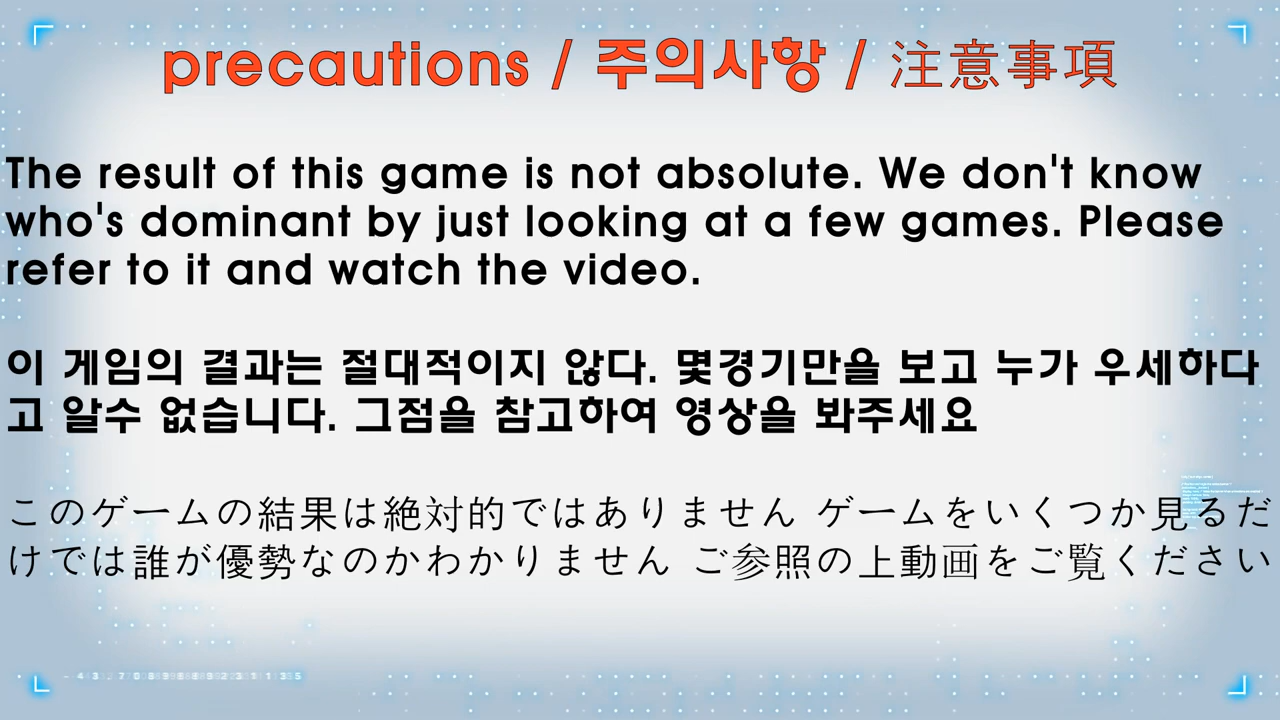 precautions / 주의사항 / 注意事項
The result of this game is not absolute. We don't know
who's dominant by just looking at a few games. Please
refer to it and watch the video.
이 게임의 결과는 절대적이지 않다. 몇경기만을 보고 누가 우세하다
고 알수 없습니다. 그점을 참고하여 영상을 봐주세요
このゲームの結果は絶対的ではありません ゲームをいくつか見るだ
けでは誰が優勢なのかわかりません ご参照の上動画をご覧ください